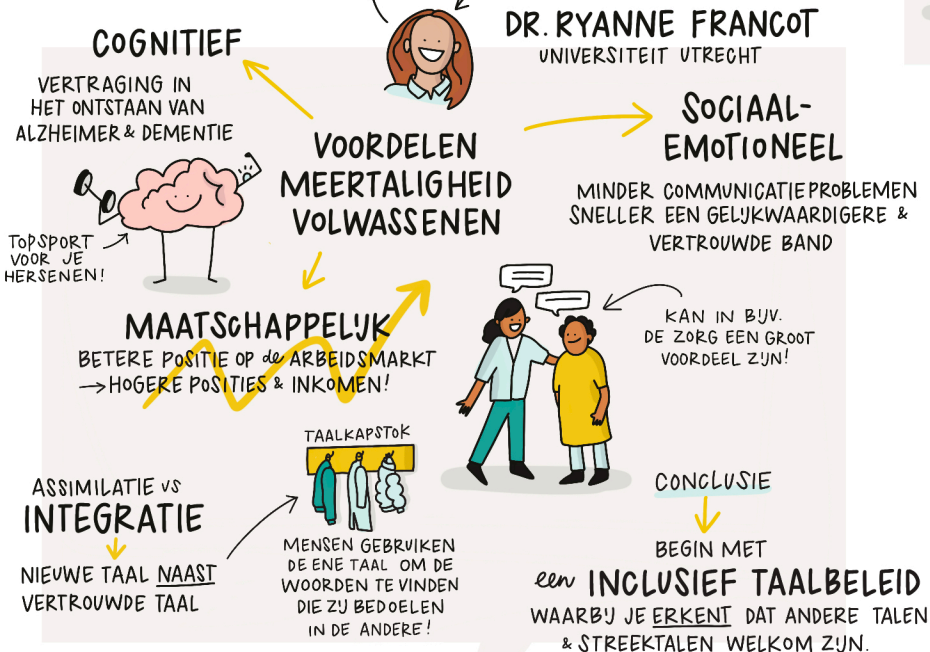 DR. RYANNE FRANCOT
UNIVERSITEIT UTRECHT
VOORDELEN
MEERTALIGHEID
VOLWASSENEN
COGNITIEF
VERTRAGING IN
HET ONTSTAAN VAN
ALZHEIMER & DEMENTIE
TOPSPORT
VOOR JE
HERSENEN!
SOCIAAL-
EMOTIONEEL
MINDER COMMUNICATIEPROBLEMEN
SNELLER EEN GELIJKWAARDIGERE &
VERTROUWDE BAND
KAN IN BIJV.
DE ZORG EEN GROOT
VOORDEEL ZIJN!
MAATSCHAPPELIJK
BETERE POSITIE OP de ARBEIDSMARKT
→ HOGERE POSITIES & INKOMEN!
ASSIMILATIE VS
INTEGRATIE
NIEUWE TAAL NAAST
VERTROUWDE TAAL
TAALKAPSTOK
MENSEN GEBRUIKEN
DE ENE TAAL OM DE
WOORDEN TE VINDEN
DIE ZIJ BEDOELEN
IN DE ANDERE!
CONCLUSIE
BEGIN MET
een INCLUSIEF TAALBELEID
WAARBIJ JE ERKENT DAT ANDERE TALEN
& STREEKTALEN WELKOM ZIJN.